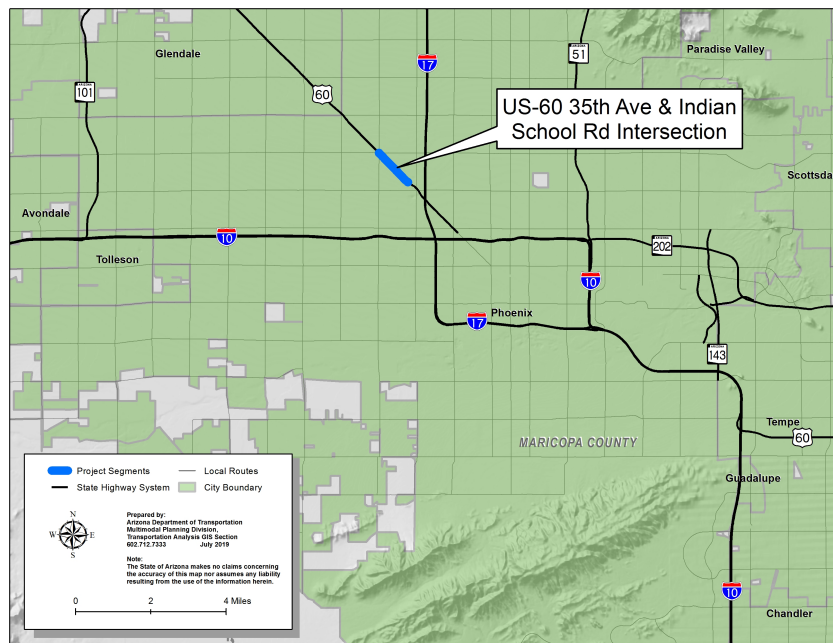 Glendale
Paradise Valley
ARIZONA
51
17
ARIZONA
101
60
US-60 35th Ave & Indian
School Rd Intersection
Scottsda
Avondale
10
ARIZONA
202
Tolleson
10
Phoenix
17
ARIZONA
143
Tempe
60
MARICOPA COUNTY
Guadalupe
10
Chandler
Project Segments
Local Routes
State Highway System
City Boundary
N
W E
S
Prepared by:
Arizona Department of Transportation
Multimodal Planning Division,
Transportation Analysis GIS Section
602.712.7333 July 2019
Note:
The State of Arizona makes no claims concerning
the accuracy of this map nor assumes any liability
resulting from the use of the information herein.
0 2 4 Miles